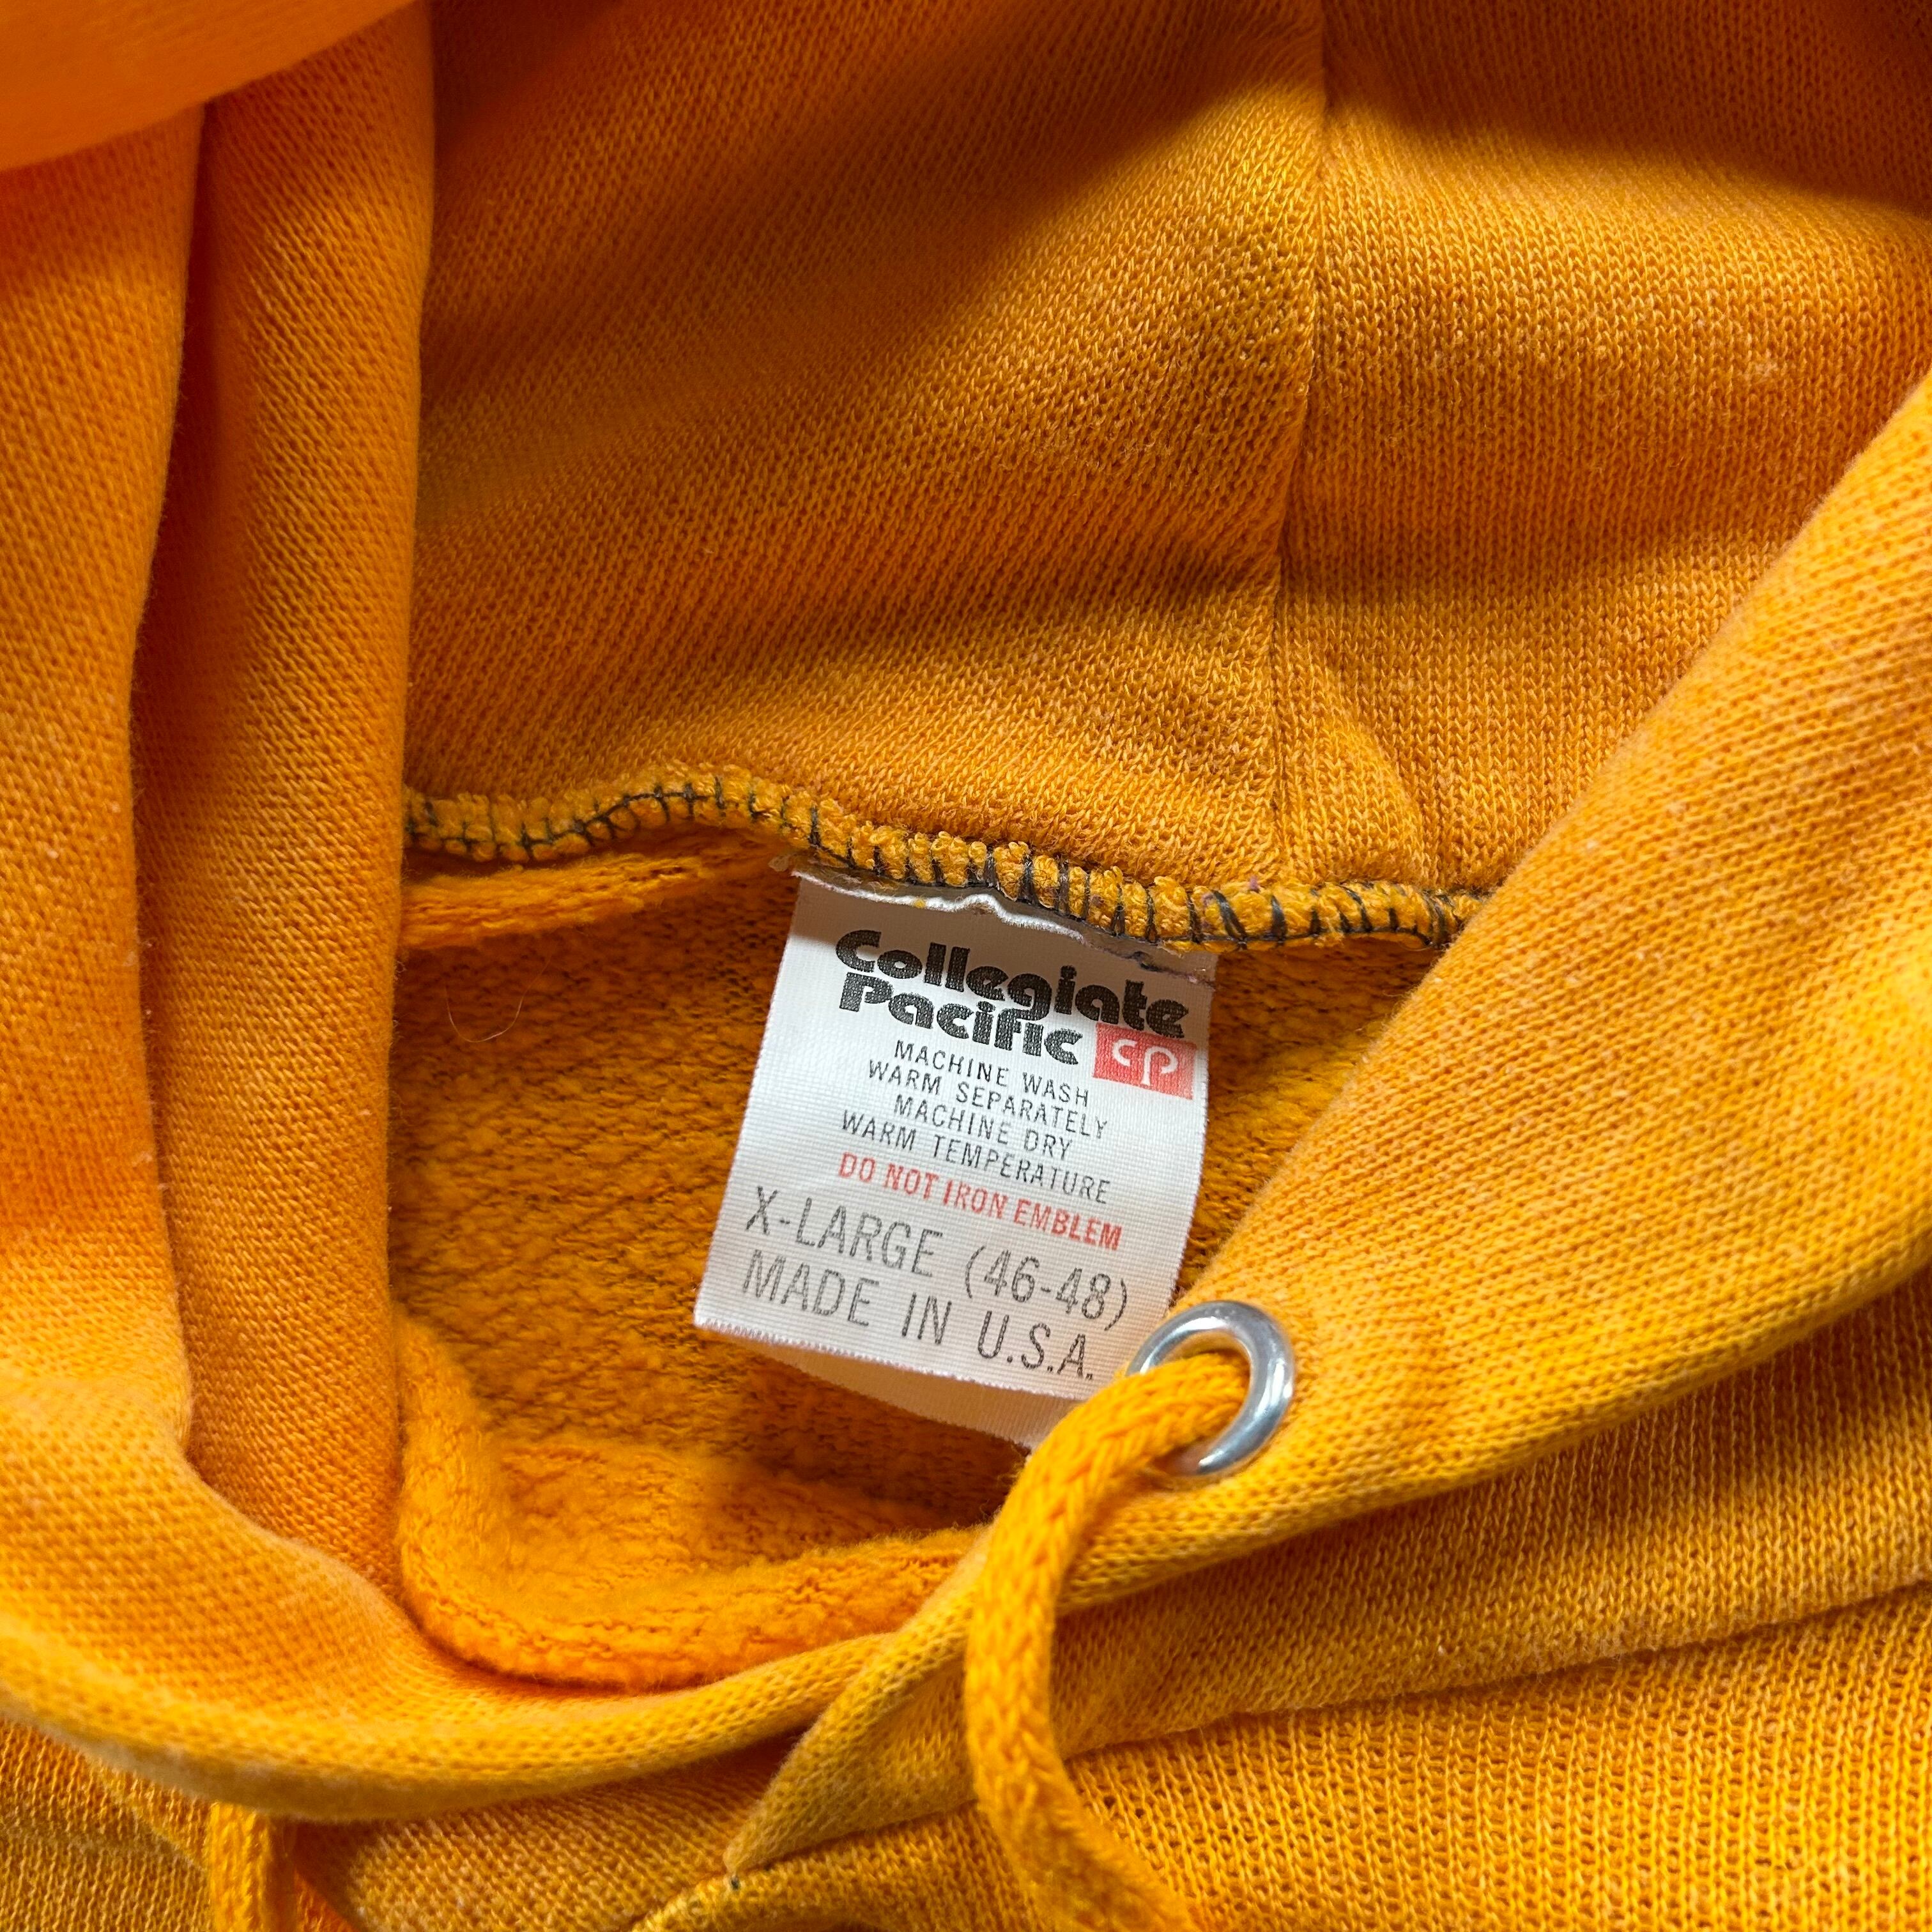 Collegiate
Pacific cp
MACHINE WASH
WARM SEPARATELY
MACHINE DRY
WARM TEMPERATURE
DO NOT IRON EMBLEM
X-LARGE (46-48)
MADE IN U.S.A.